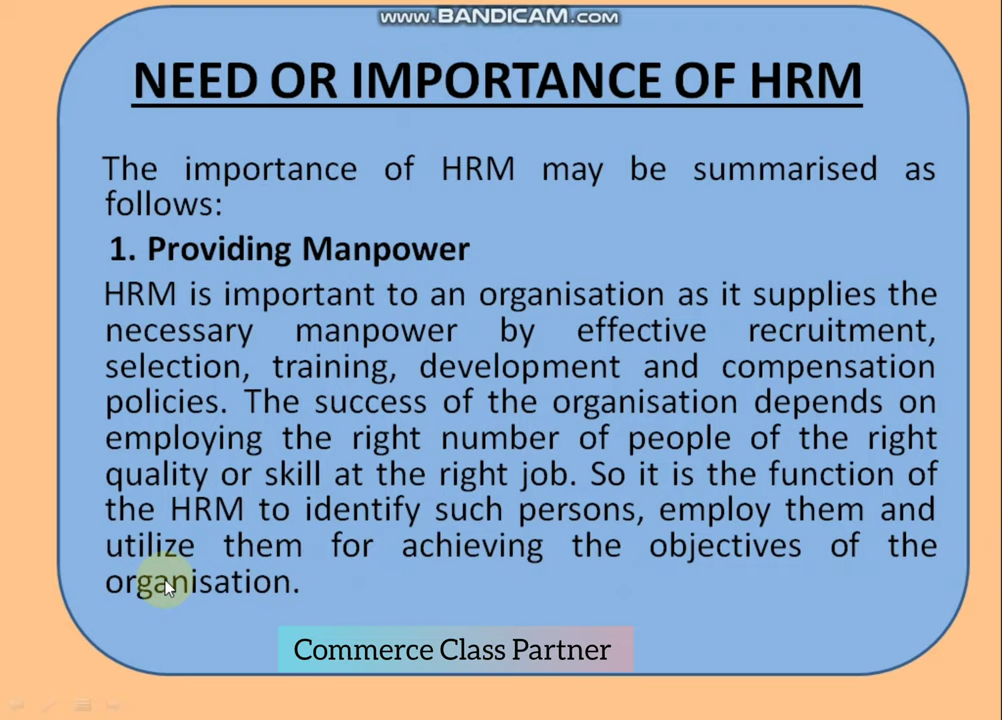 www.BANDICAM.com
NEED OR IMPORTANCE OF HRM
The importance of HRM may be summarised as
follows:
1. Providing Manpower
HRM is important to an organisation as it supplies the
necessary manpower by effective recruitment,
selection, training, development and compensation
policies. The success of the organisation depends on
employing the right number of people of the right
quality or skill at the right job. So it is the function of
the HRM to identify such persons, employ them and
utilize them for achieving the objectives of the
organisation.
Commerce Class Partner